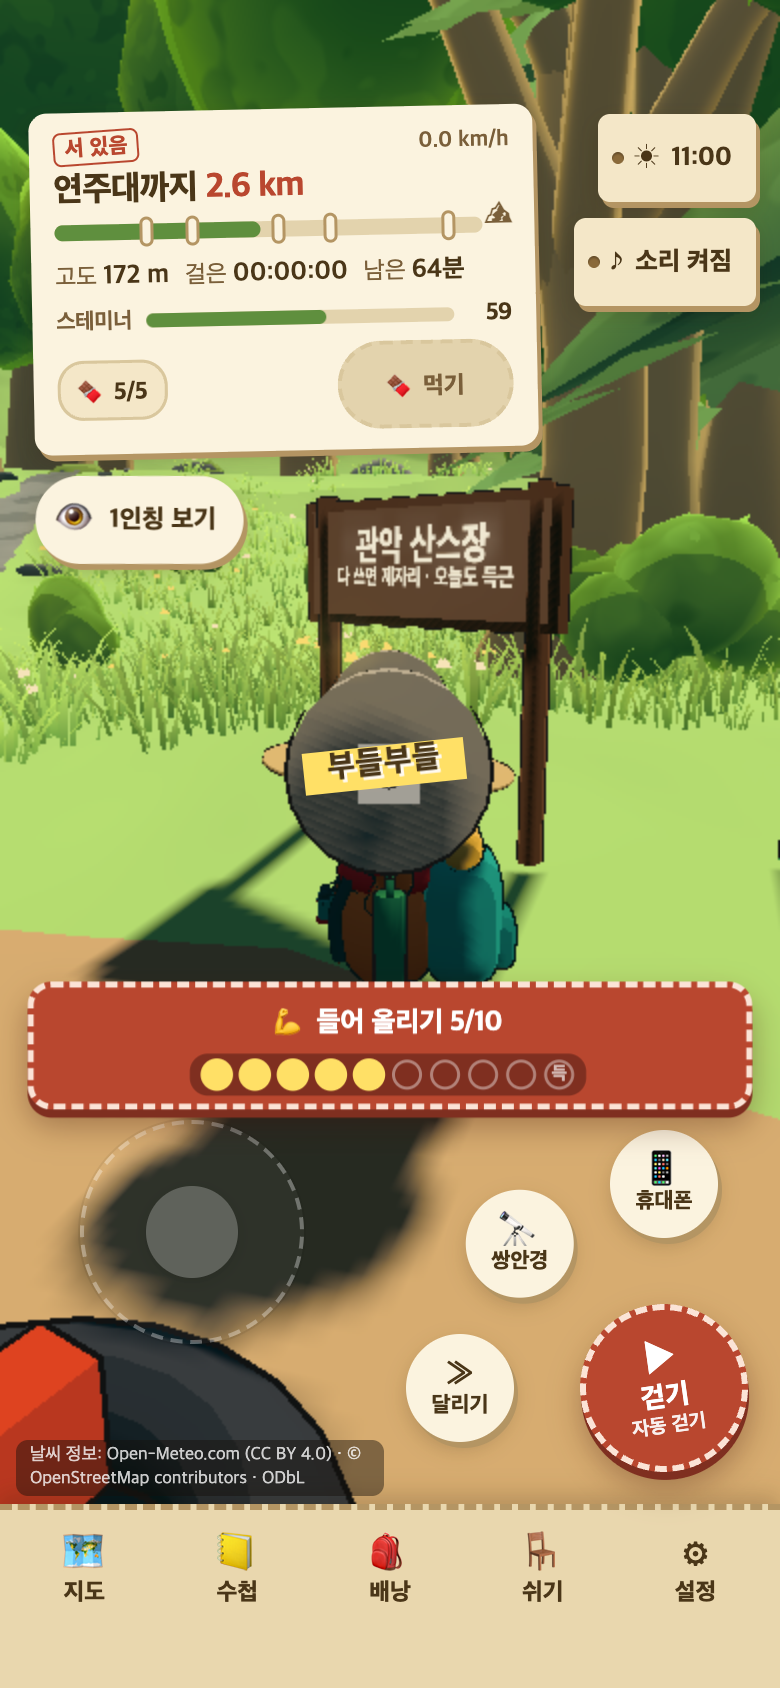 서 있음
0.0 km/h
연주대까지 2.6 km
고도 172 m 걸은 00:00:00 남은 64분
스테미너 59
5/5
먹기
11:00
♪ 소리 켜짐
1인칭 보기
관악 산스장
다 쓰면 제자리 · 오늘도 득근
부들부들
들어 올리기 5/10
득
휴대폰
쌍안경
달리기
걷기
자동 걷기
날씨 정보: Open-Meteo.com (CC BY 4.0) · ©
OpenStreetMap contributors · ODbL
지도 수첩 배낭 쉬기 설정